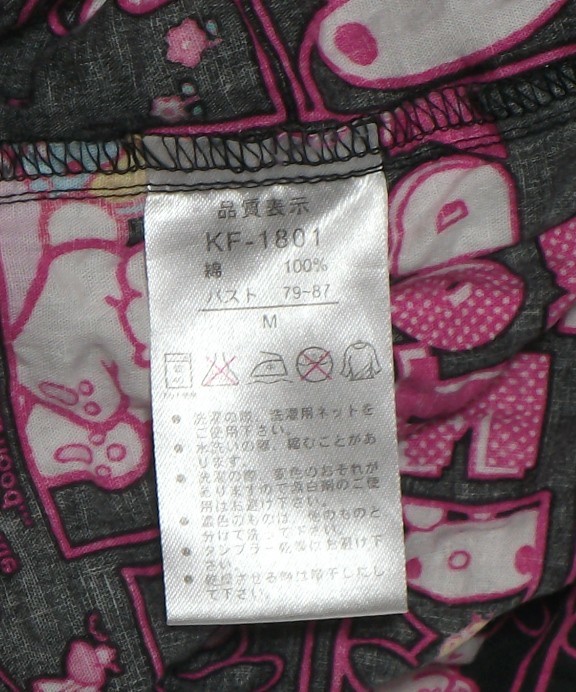 品質表示
KF-1801
綿 100%
バスト 79-87
M
● 洗濯の際、洗濯用ネットを
ご使用下さい。
● 水洗いの際、縮むことがあ
ります。
● 洗濯の際、変色のおそれが
ありますので漂白剤のご使
用はお避け下さい。
● 濃色のものは、他のものと
分けて洗って下さい。
● タンブラー乾燥はお避け下
さい。
● 乾燥させる際は陰干しにし
て下さい。